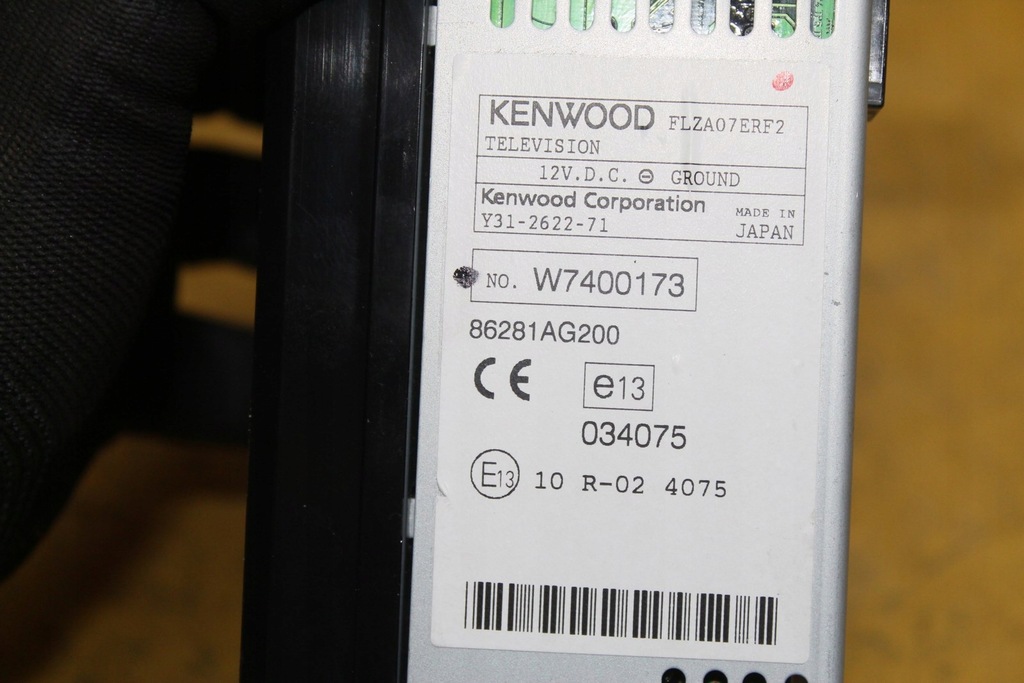 KENWOOD FLZA07ERF2
TELEVISION
12V.D.C. ⊖ GROUND
Kenwood Corporation
Y31-2622-71
MADE IN
JAPAN
NO. W7400173
86281AG200
CE e13
034075
E13 10 R-02 4075